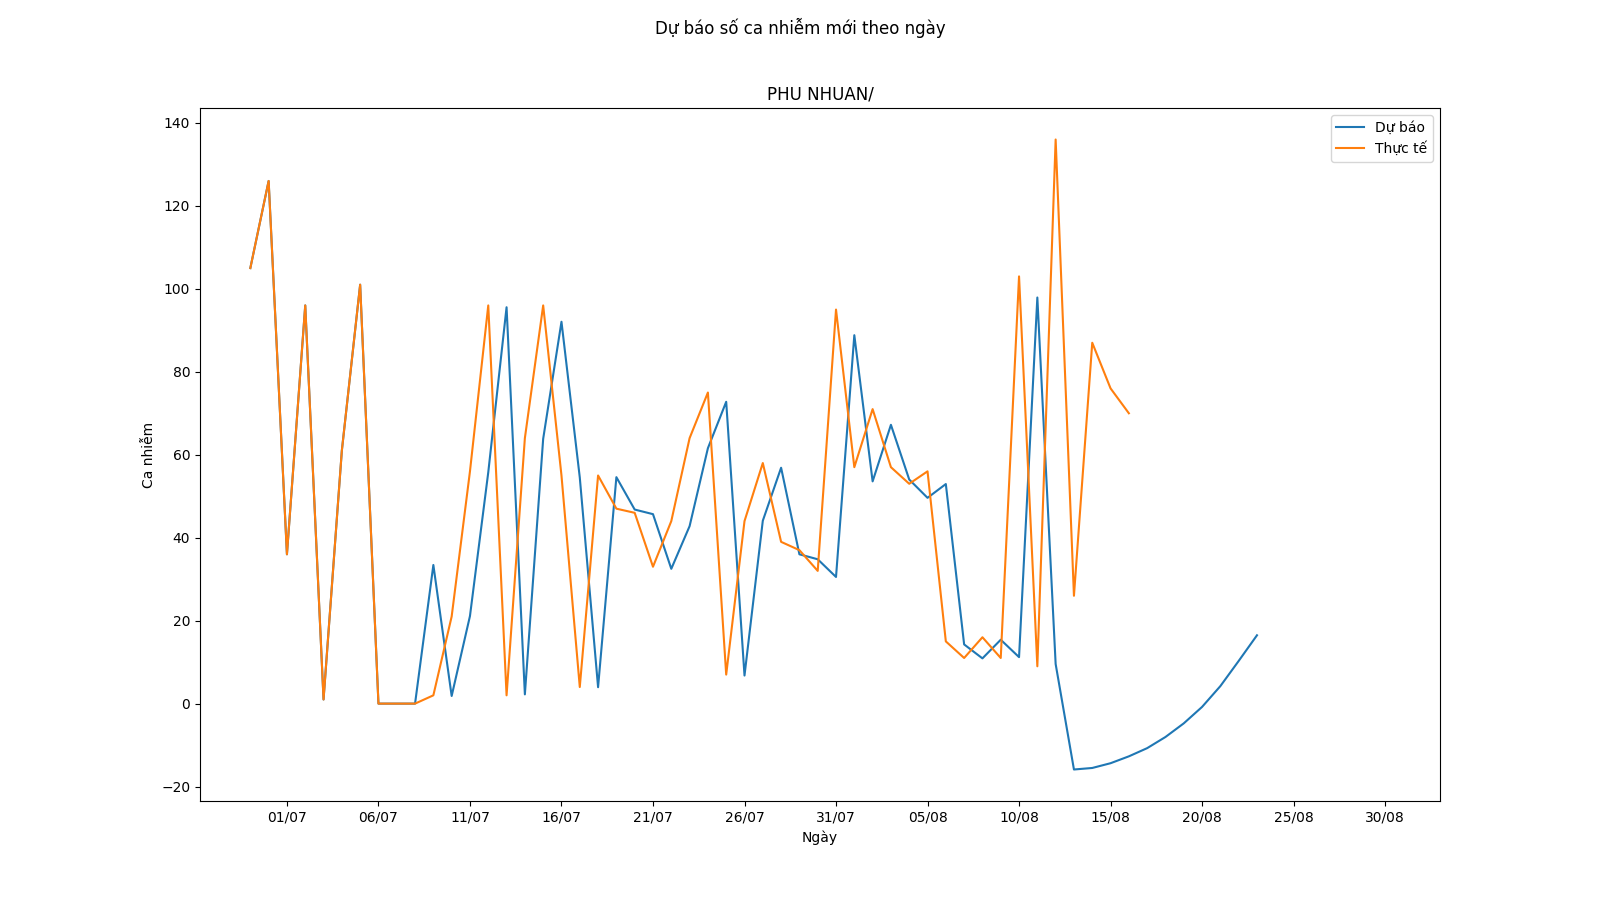 Dự báo số ca nhiễm mới theo ngày
PHU NHUAN/
Dự báo
Thực tế
140
120
100
80
60
40
20
0
−20
Ca nhiễm
01/07 06/07 11/07 16/07 21/07 26/07 31/07 05/08 10/08 15/08 20/08 25/08 30/08
Ngày